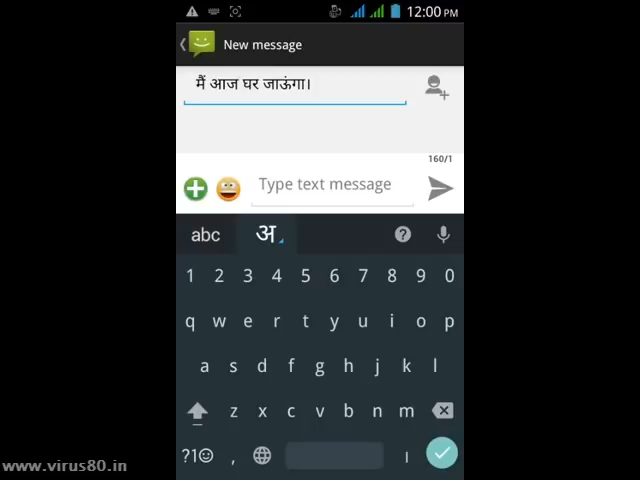 12:00 PM
New message
मैं आज घर जाऊंगा।
160/1
Type text message
abc अ ?
1 2 3 4 5 6 7 8 9 0
q w e r t y u i o p
a s d f g h j k l
z x c v b n m
?1☺ , ।
www.virus80.in